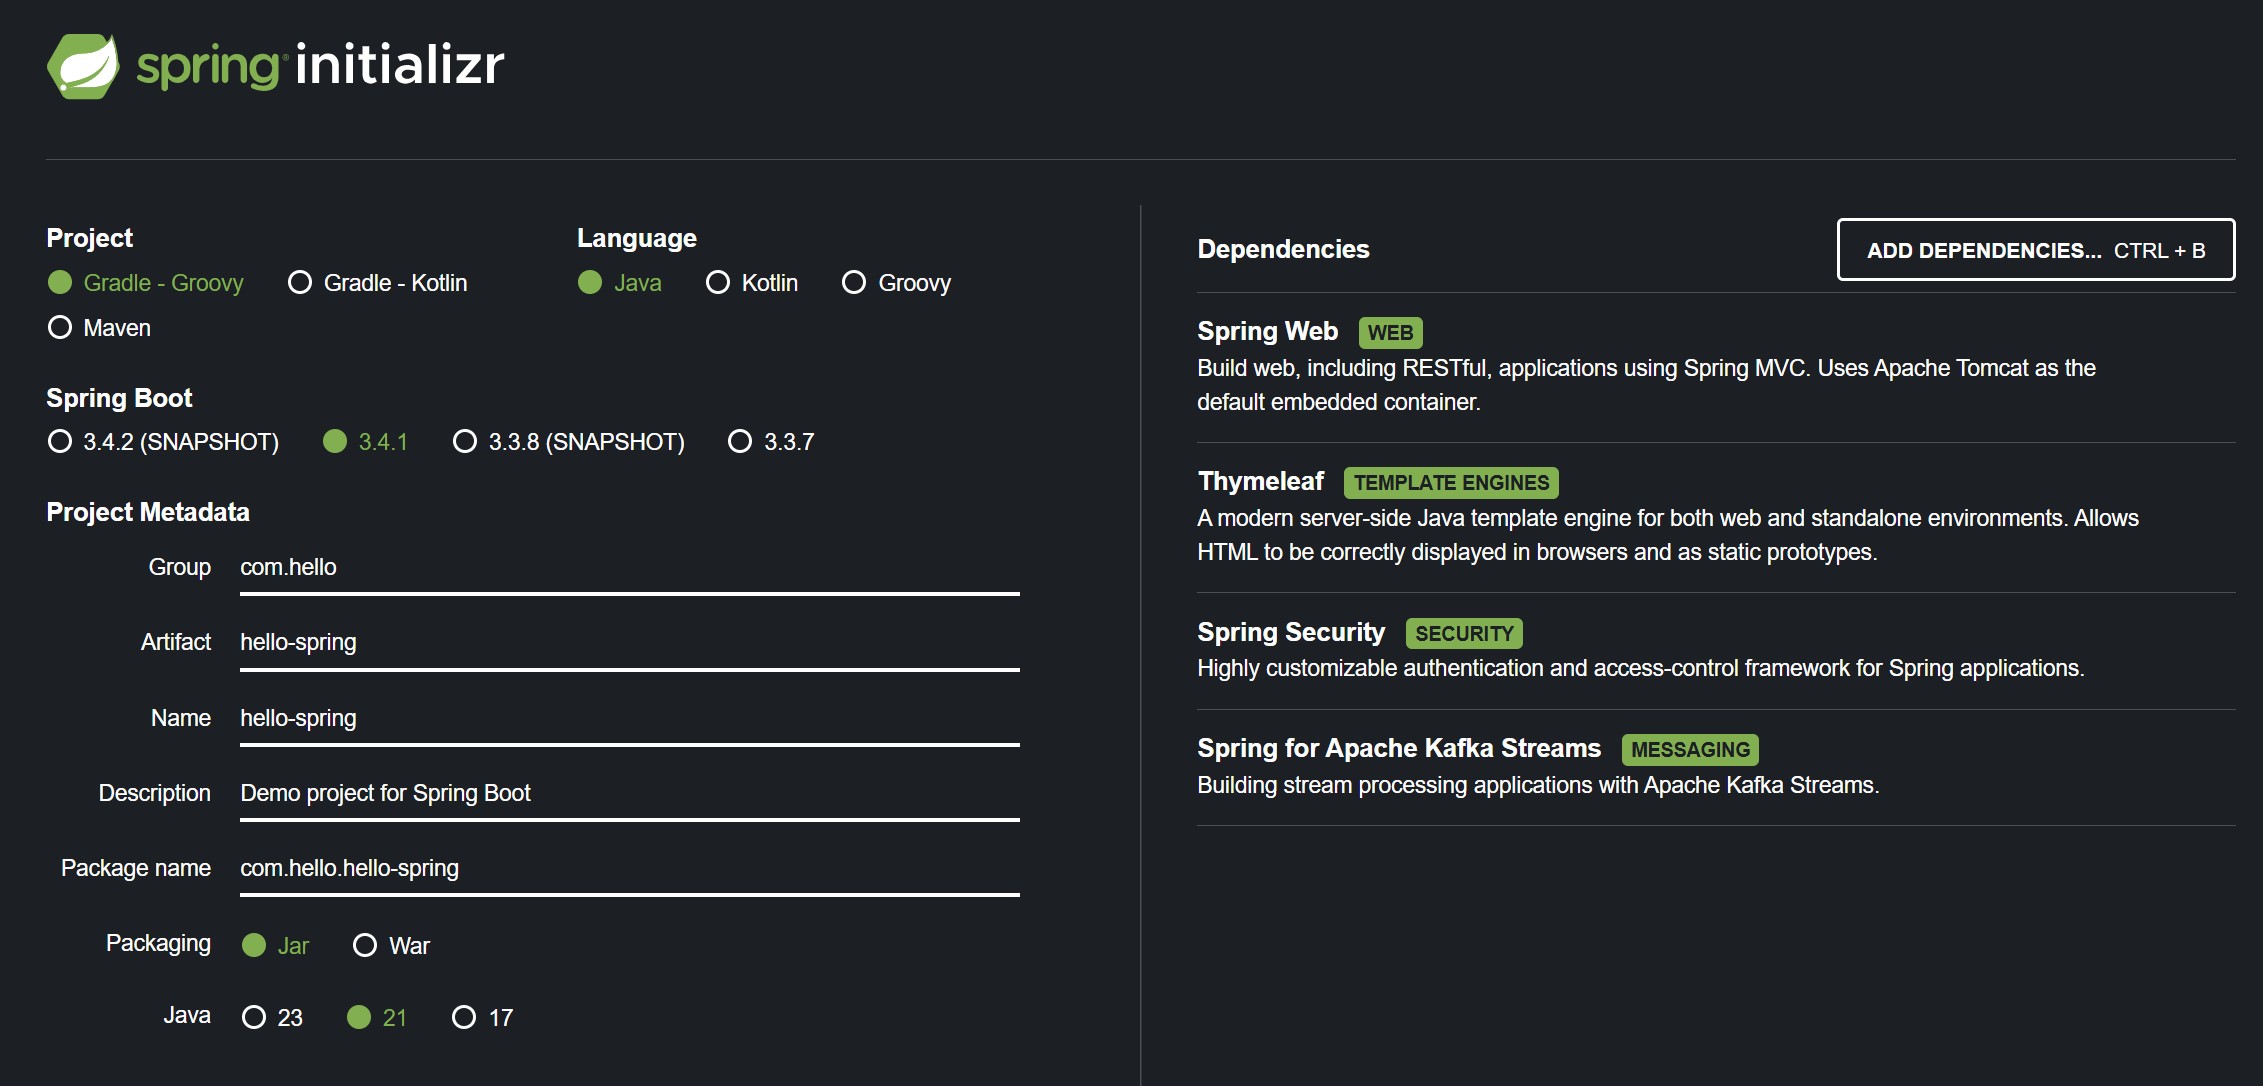 spring initializr
Project
Gradle - Groovy Gradle - Kotlin
Maven
Language
Java Kotlin Groovy
Spring Boot
3.4.2 (SNAPSHOT) 3.4.1 3.3.8 (SNAPSHOT) 3.3.7
Project Metadata
Group com.hello
Artifact hello-spring
Name hello-spring
Description Demo project for Spring Boot
Package name com.hello.hello-spring
Packaging Jar War
Java 23 21 17
Dependencies ADD DEPENDENCIES... CTRL + B
Spring Web WEB
Build web, including RESTful, applications using Spring MVC. Uses Apache Tomcat as the
default embedded container.
Thymeleaf TEMPLATE ENGINES
A modern server-side Java template engine for both web and standalone environments. Allows
HTML to be correctly displayed in browsers and as static prototypes.
Spring Security SECURITY
Highly customizable authentication and access-control framework for Spring applications.
Spring for Apache Kafka Streams MESSAGING
Building stream processing applications with Apache Kafka Streams.